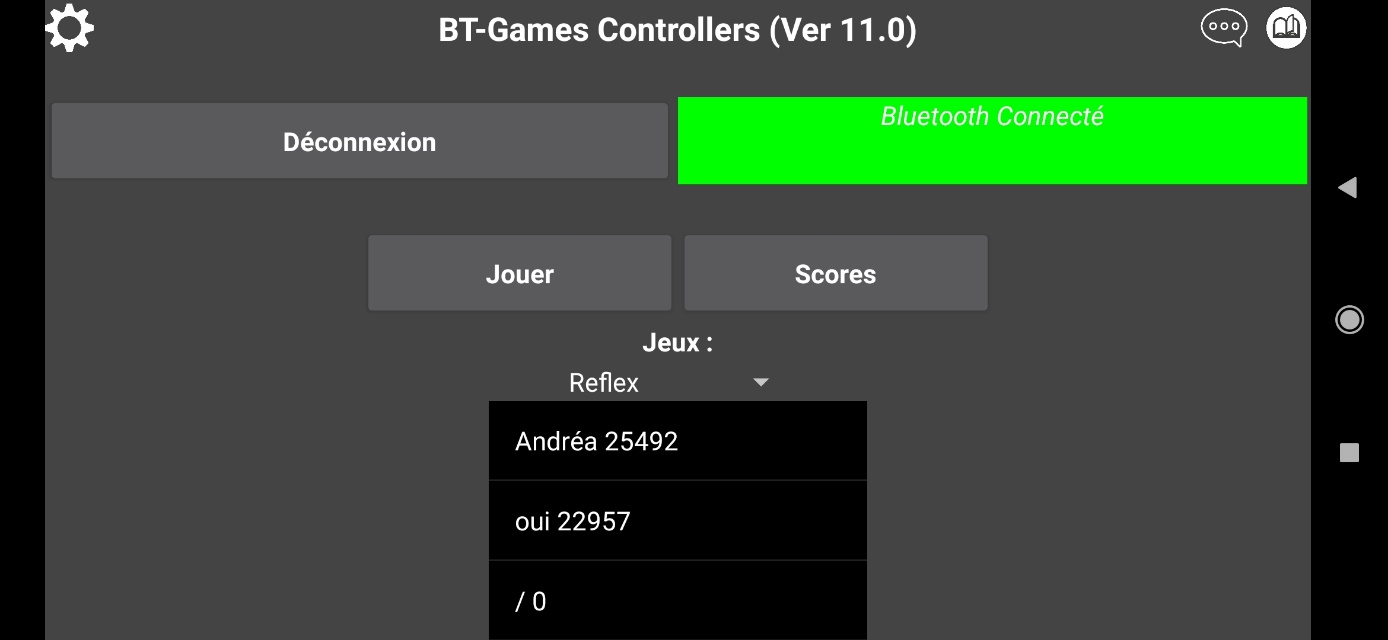 BT-Games Controllers (Ver 11.0)
Déconnexion
Bluetooth Connecté
Jouer
Scores
Jeux :
Reflex
Andréa 25492
oui 22957
/ 0